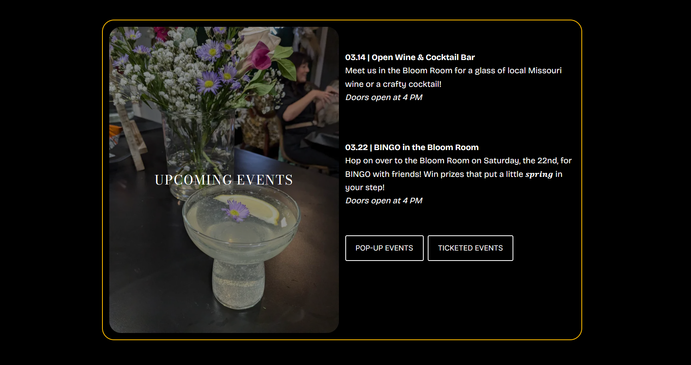 UPCOMING EVENTS
03.14 | Open Wine & Cocktail Bar
Meet us in the Bloom Room for a glass of local Missouri
wine or a crafty cocktail!
Doors open at 4 PM
03.22 | BINGO in the Bloom Room
Hop on over to the Bloom Room on Saturday, the 22nd, for
BINGO with friends! Win prizes that put a little spring in
your step!
Doors open at 4 PM
POP-UP EVENTS
TICKETED EVENTS